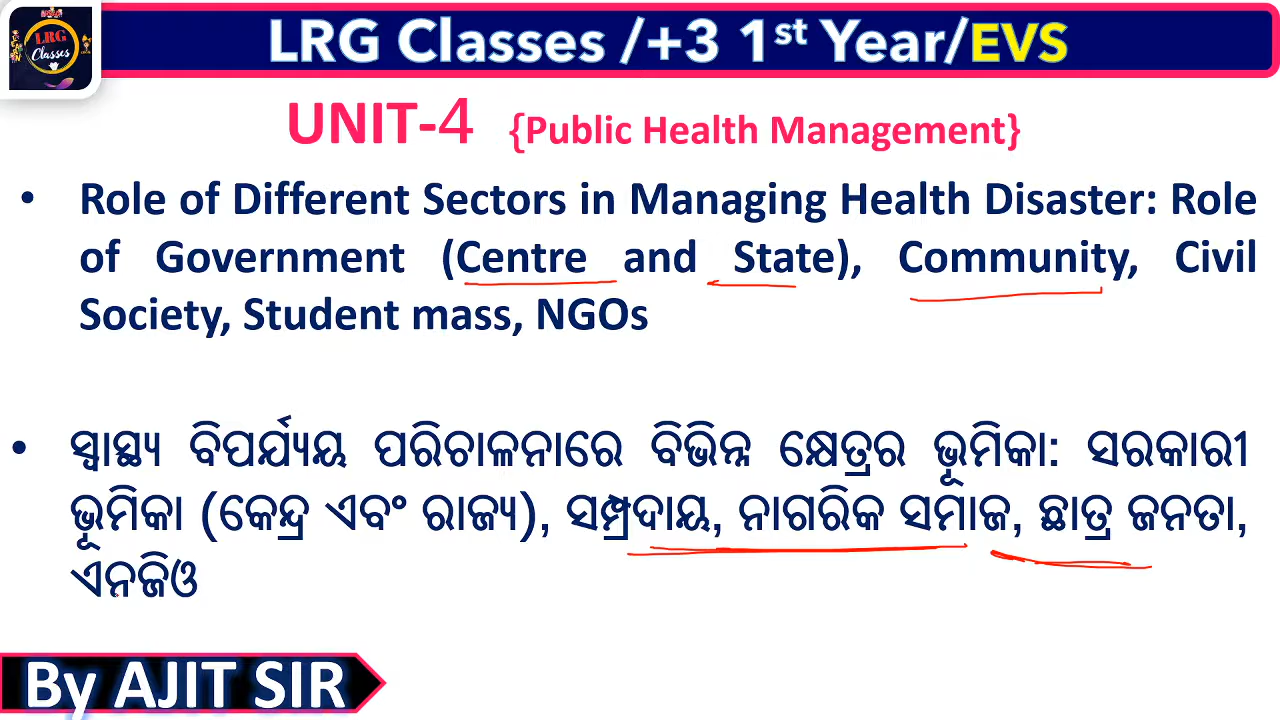 LRG
Classes
LRG Classes /+3 1st Year/EVS
UNIT-4 {Public Health Management}
• Role of Different Sectors in Managing Health Disaster: Role
of Government (Centre and State), Community, Civil
Society, Student mass, NGOs
• ସ୍ୱାସ୍ଥ୍ୟ ବିପର୍ଯ୍ୟୟ ପରିଚାଳନାରେ ବିଭିନ୍ନ କ୍ଷେତ୍ରର ଭୂମିକା: ସରକାରୀ
ଭୂମିକା (କେନ୍ଦ୍ର ଏବଂ ରାଜ୍ୟ), ସମ୍ପ୍ରଦାୟ, ନାଗରିକ ସମାଜ, ଛାତ୍ର ଜନତା,
ଏନଜିଓ
By AJIT SIR